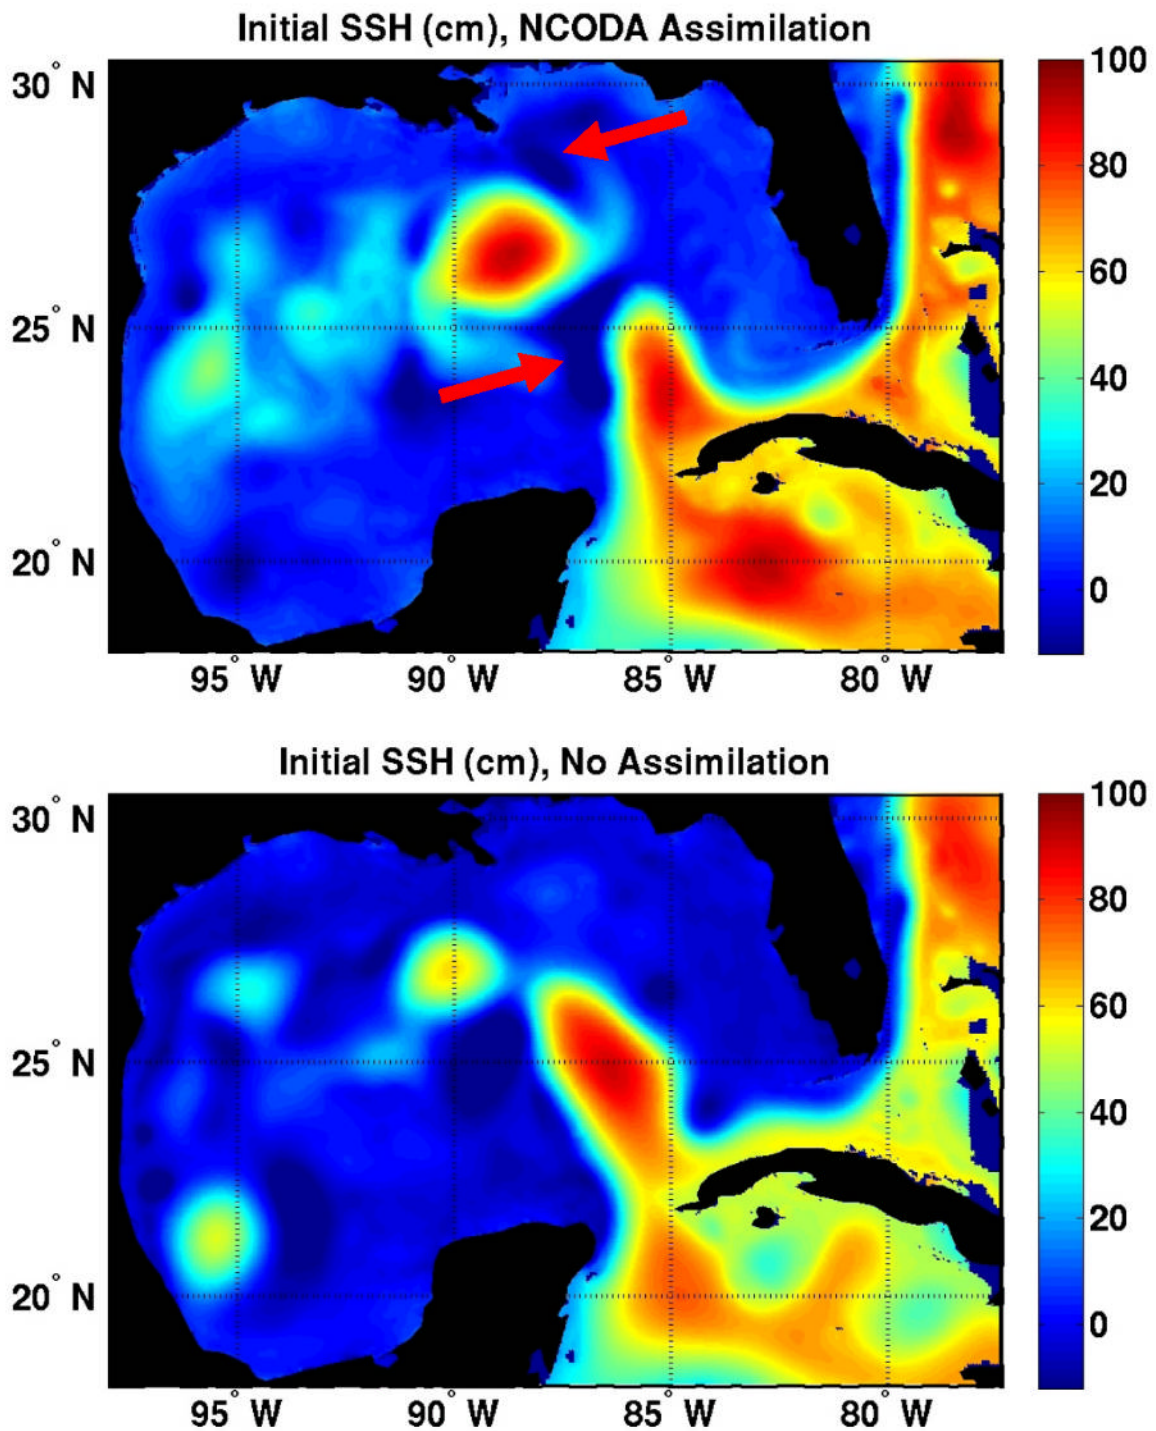 Initial SSH (cm), NCODA Assimilation
30° N
25° N
20° N
95° W
90° W
85° W
80° W
100
80
60
40
20
0
Initial SSH (cm), No Assimilation
30° N
25° N
20° N
95° W
90° W
85° W
80° W
100
80
60
40
20
0